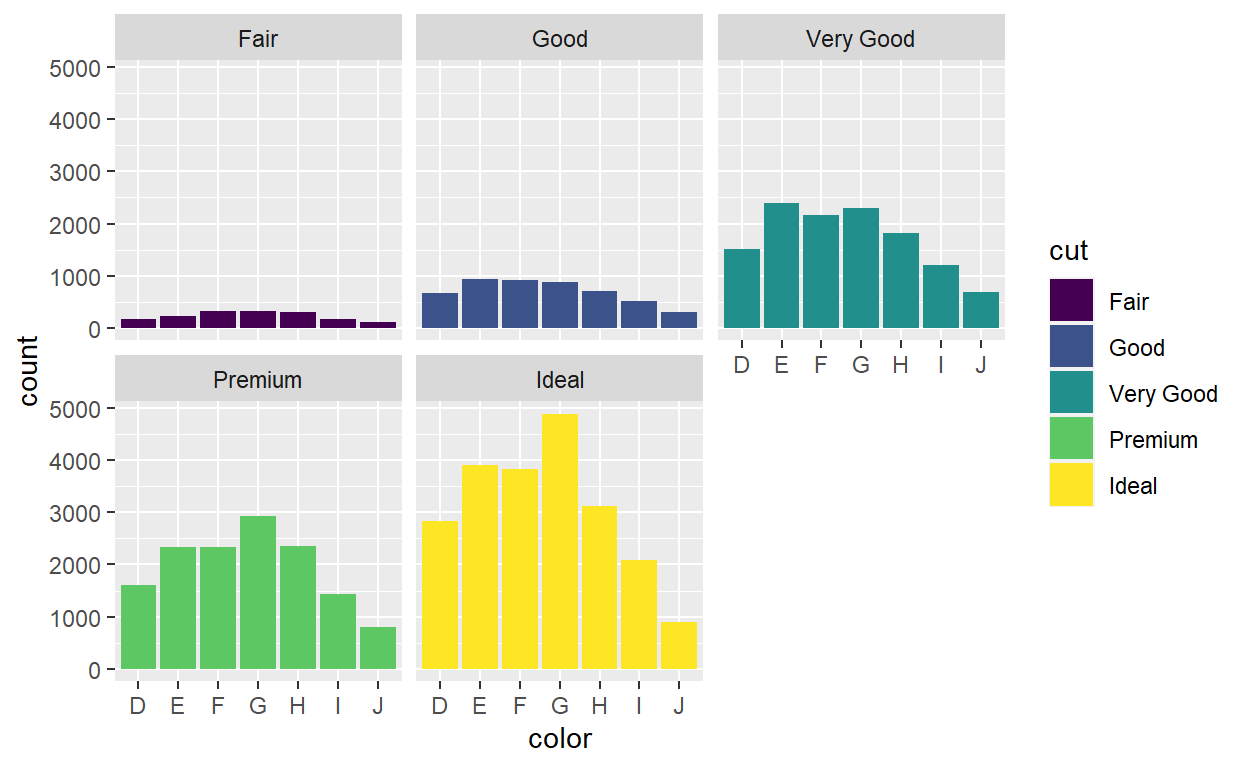 Fair
Good
Very Good
5000
4000
3000
2000
1000
0
D E F G H I J
count
Premium
Ideal
5000
4000
3000
2000
1000
0
D E F G H I J
D E F G H I J
color
cut
Fair
Good
Very Good
Premium
Ideal